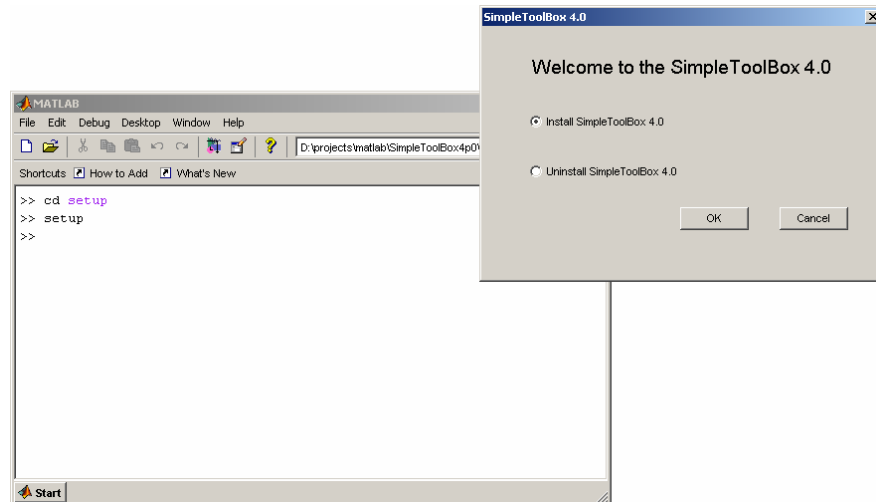 SimpleToolBox 4.0
Welcome to the SimpleToolBox 4.0
Install SimpleToolBox 4.0
Uninstall SimpleToolBox 4.0
OK Cancel
MATLAB
File Edit Debug Desktop Window Help
D:\projects\matlab\SimpleToolBox4p0\
Shortcuts How to Add What's New
>> cd setup
>> setup
>>
Start